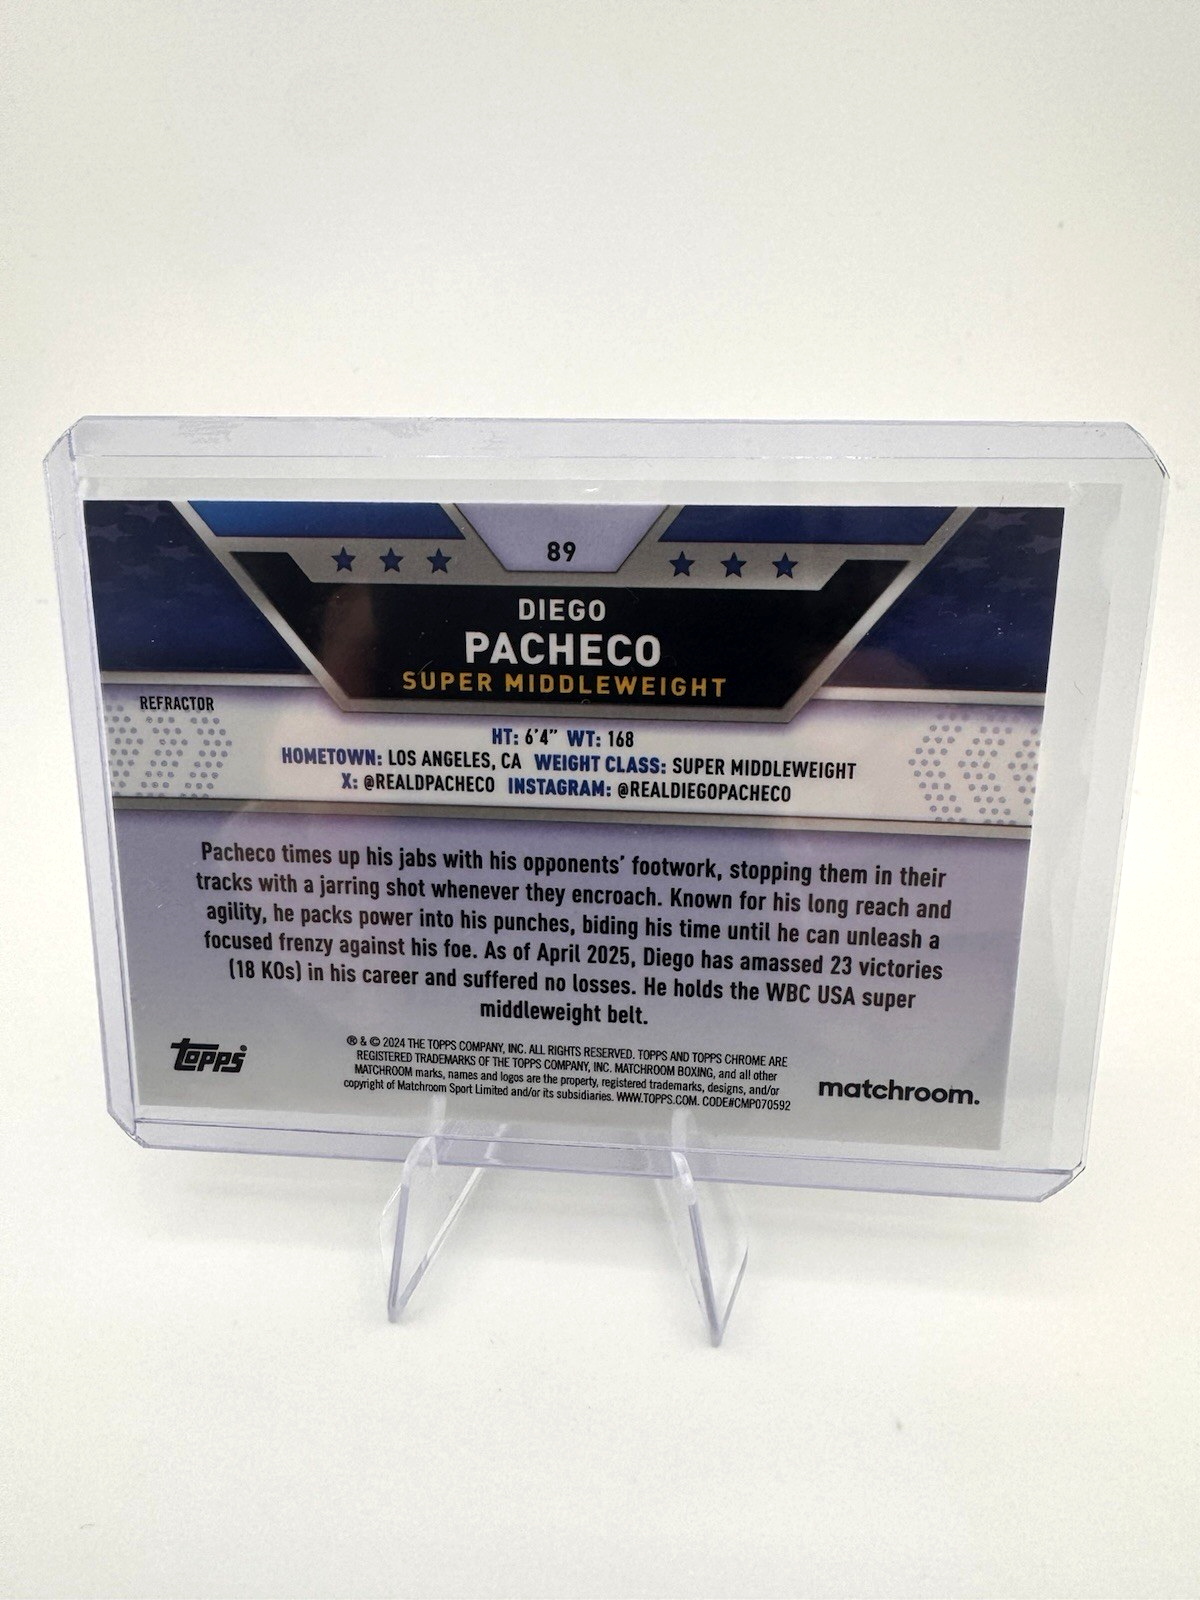 89
DIEGO
PACHECO
SUPER MIDDLEWEIGHT
REFRACTOR
HT: 6'4" WT: 168
HOMETOWN: LOS ANGELES, CA WEIGHT CLASS: SUPER MIDDLEWEIGHT
X: @REALDPACHECO INSTAGRAM: @REALDIEGOPACHECO
Pacheco times up his jabs with his opponents' footwork, stopping them in their
tracks with a jarring shot whenever they encroach. Known for his long reach and
agility, he packs power into his punches, biding his time until he can unleash a
focused frenzy against his foe. As of April 2025, Diego has amassed 23 victories
(18 KOs) in his career and suffered no losses. He holds the WBC USA super
middleweight belt.
topps
® & © 2024 THE TOPPS COMPANY, INC. ALL RIGHTS RESERVED. TOPPS AND TOPPS CHROME ARE
REGISTERED TRADEMARKS OF THE TOPPS COMPANY, INC. MATCHROOM BOXING, and all other
MATCHROOM marks, names and logos are the property, registered trademarks, designs, and/or
copyright of Matchroom Sport Limited and/or its subsidiaries. WWW.TOPPS.COM. CODE#CMP070592
matchroom.